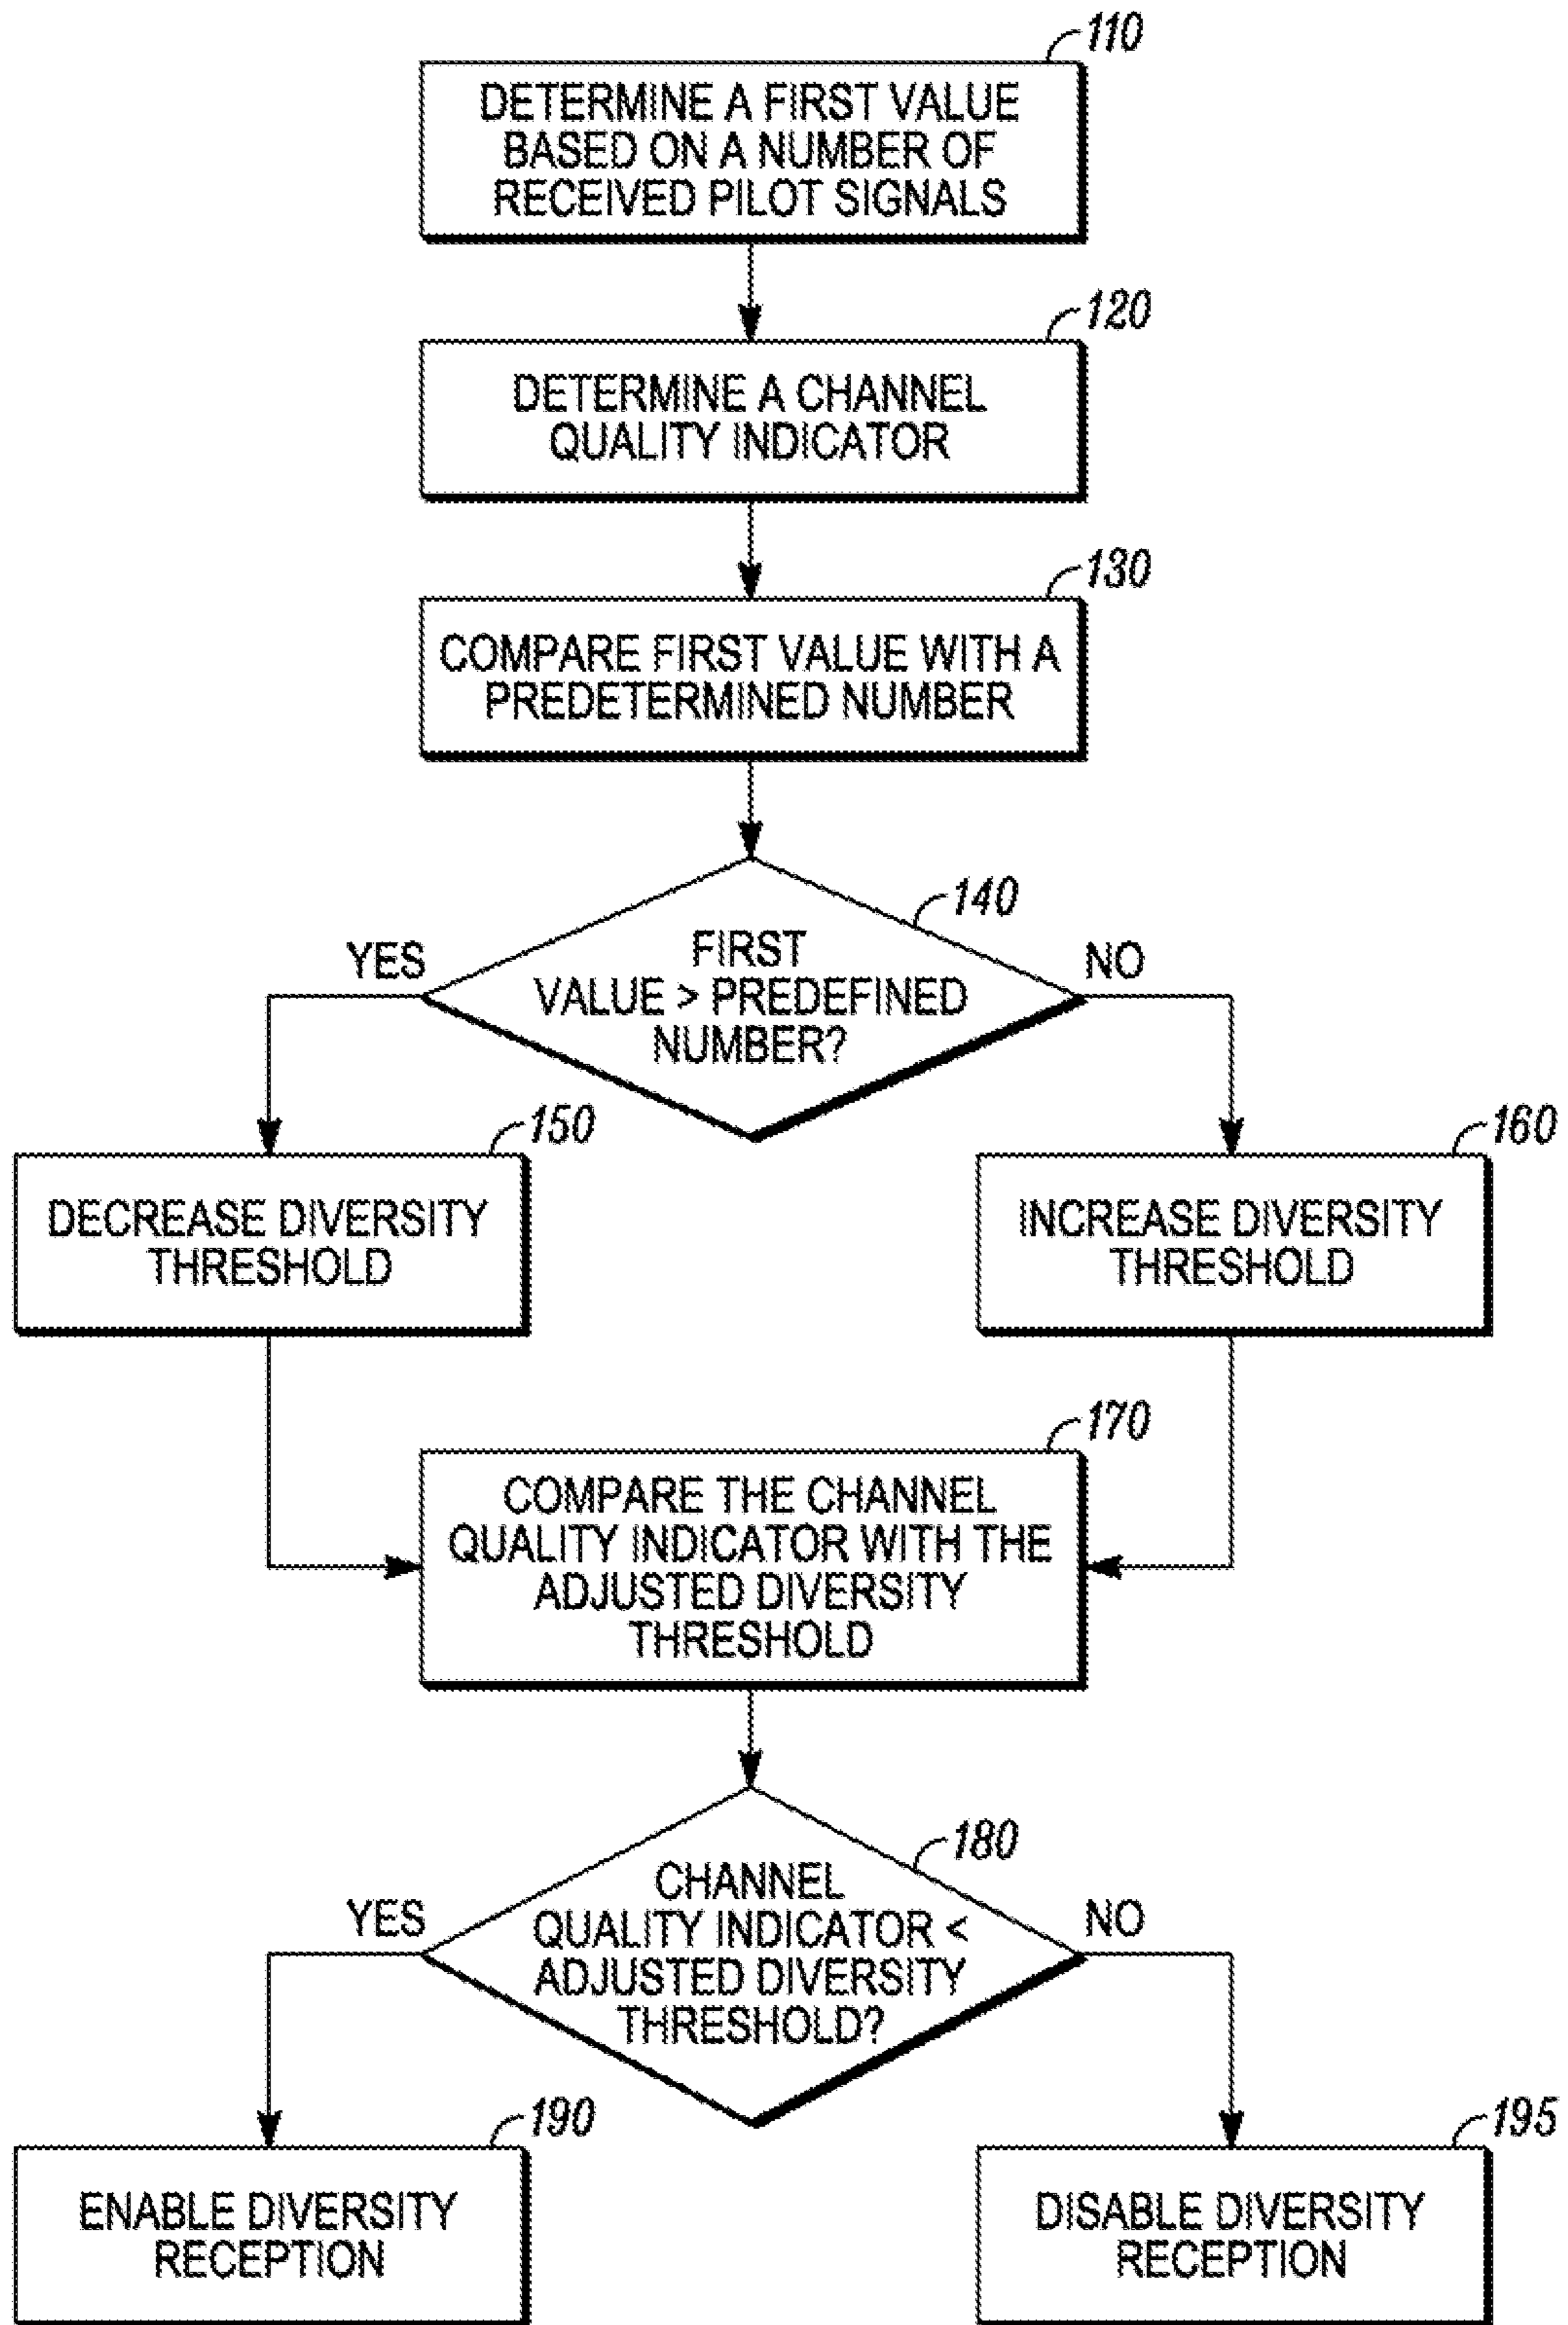 110
DETERMINE A FIRST VALUE
BASED ON A NUMBER OF
RECEIVED PILOT SIGNALS
120
DETERMINE A CHANNEL
QUALITY INDICATOR
130
COMPARE FIRST VALUE WITH A
PREDETERMINED NUMBER
140
YES
FIRST
VALUE > PREDEFINED
NUMBER?
NO
150
DECREASE DIVERSITY
THRESHOLD
160
INCREASE DIVERSITY
THRESHOLD
170
COMPARE THE CHANNEL
QUALITY INDICATOR WITH THE
ADJUSTED DIVERSITY
THRESHOLD
180
YES
CHANNEL
QUALITY INDICATOR <
ADJUSTED DIVERSITY
THRESHOLD?
NO
190
ENABLE DIVERSITY
RECEPTION
195
DISABLE DIVERSITY
RECEPTION